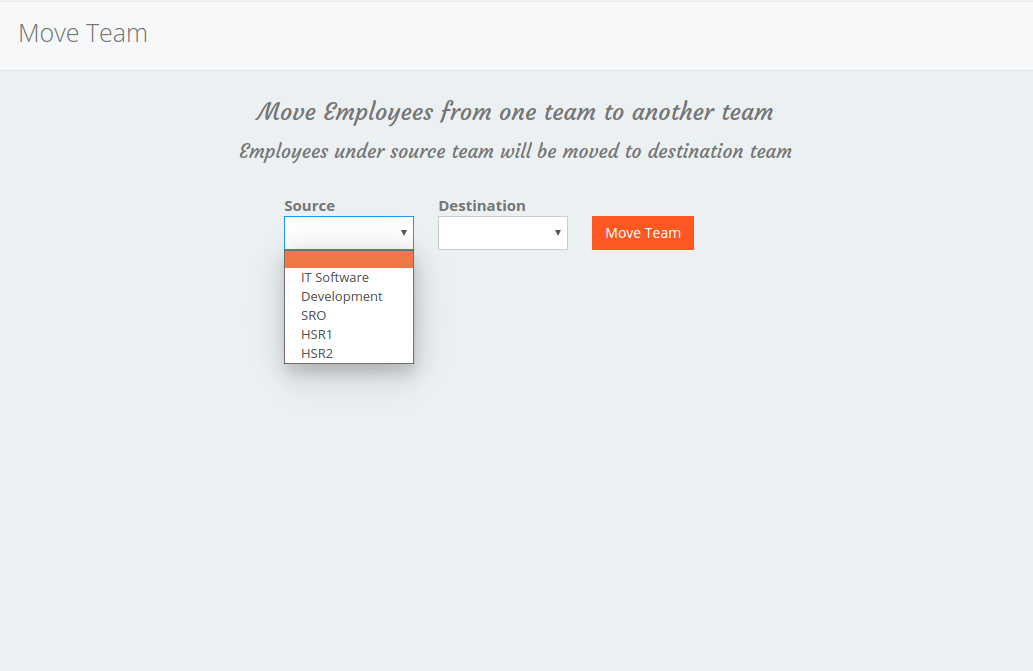 Move Team
Move Employees from one team to another team
Employees under source team will be moved to destination team
Source Destination
Move Team
IT Software
Development
SRO
HSR1
HSR2